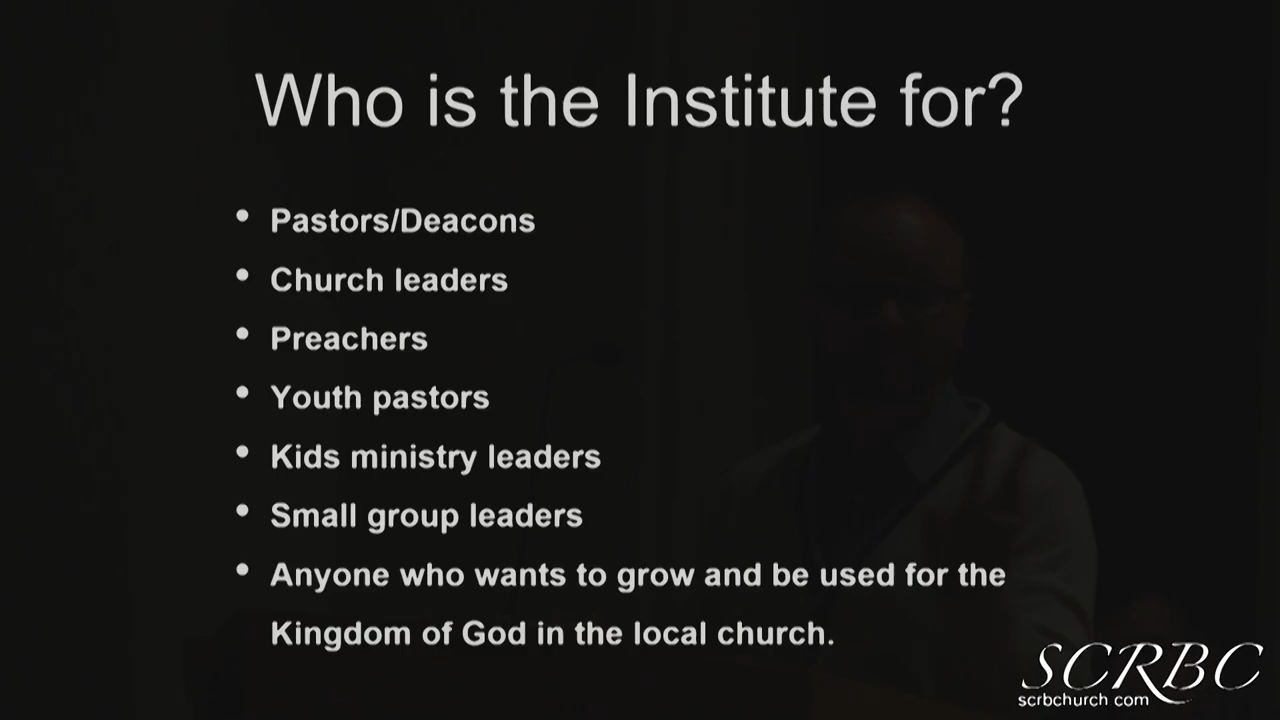 Who is the Institute for?
• Pastors/Deacons
• Church leaders
• Preachers
• Youth pastors
• Kids ministry leaders
• Small group leaders
• Anyone who wants to grow and be used for the
Kingdom of God in the local church.
SCRBC
scrbchurch com